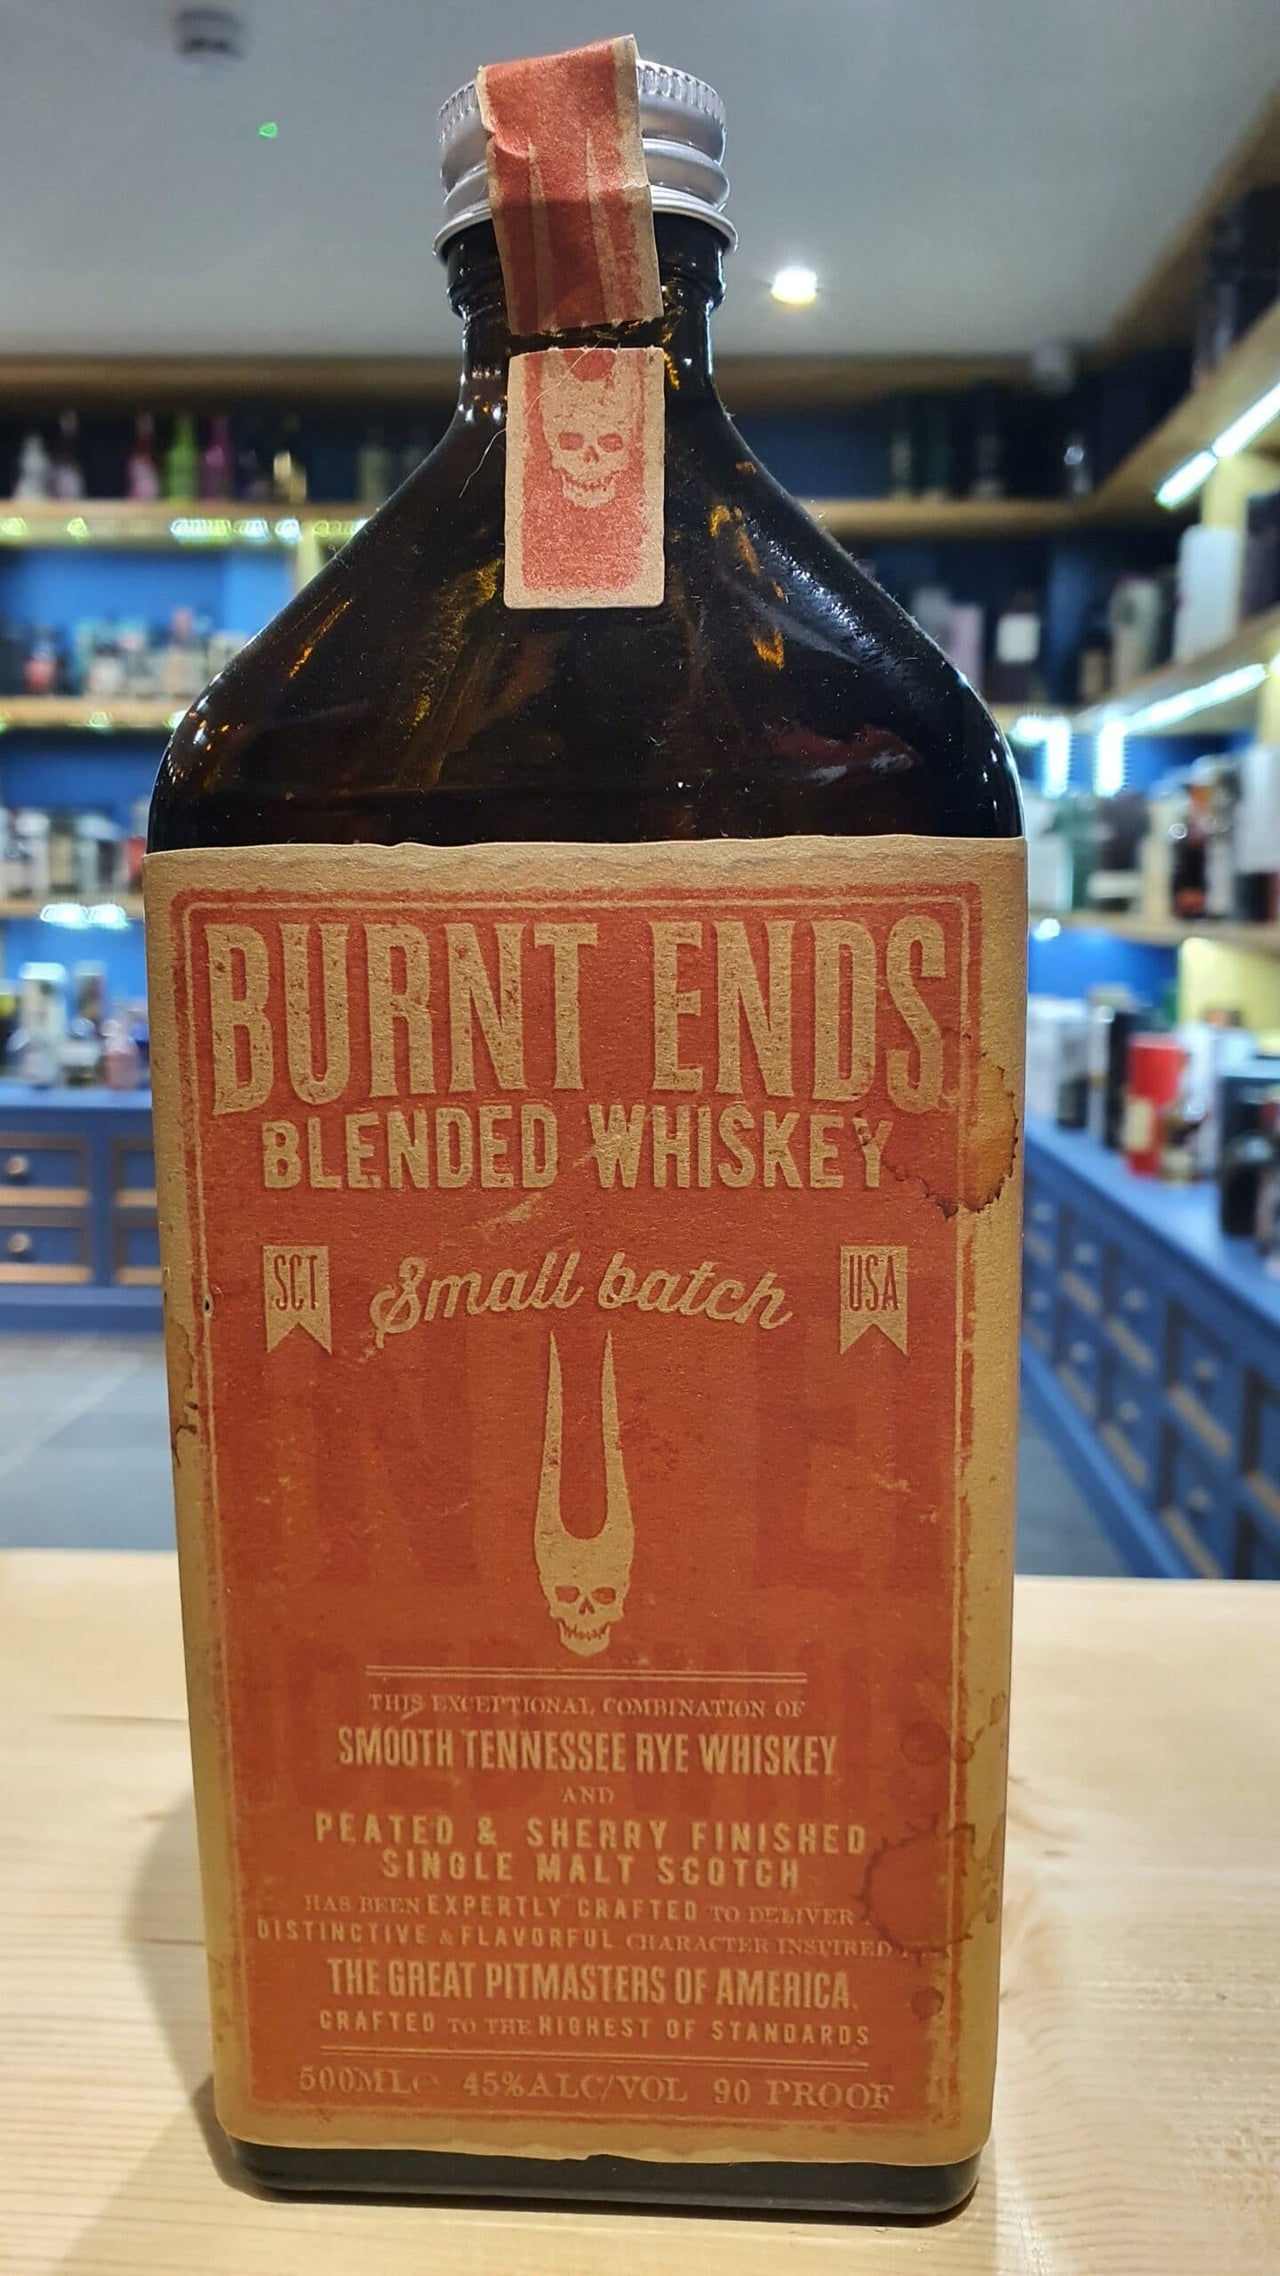 BURNT ENDS
BLENDED WHISKEY
SCT Small batch USA
THIS EXCEPTIONAL COMBINATION OF
SMOOTH TENNESSEE RYE WHISKEY
AND
PEATED & SHERRY FINISHED
SINGLE MALT SCOTCH
HAS BEEN EXPERTLY CRAFTED TO DELIVER
DISTINCTIVE & FLAVORFUL CHARACTER INSPIRED
THE GREAT PITMASTERS OF AMERICA.
CRAFTED TO THE HIGHEST OF STANDARDS
500ML℮ 45%ALC/VOL 90 PROOF